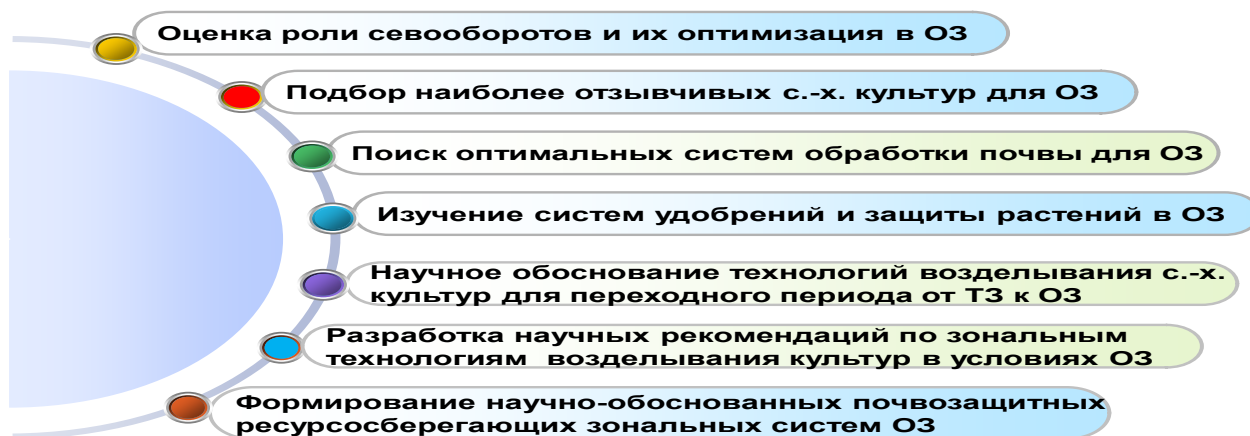 Оценка роли севооборотов и их оптимизация в ОЗ
Подбор наиболее отзывчивых с.-х. культур для ОЗ
Поиск оптимальных систем обработки почвы для ОЗ
Изучение систем удобрений и защиты растений в ОЗ
Научное обоснование технологий возделывания с.-х.
культур для переходного периода от ТЗ к ОЗ
Разработка научных рекомендаций по зональным
технологиям возделывания культур в условиях ОЗ
Формирование научно-обоснованных почвозащитных
ресурсосберегающих зональных систем ОЗ